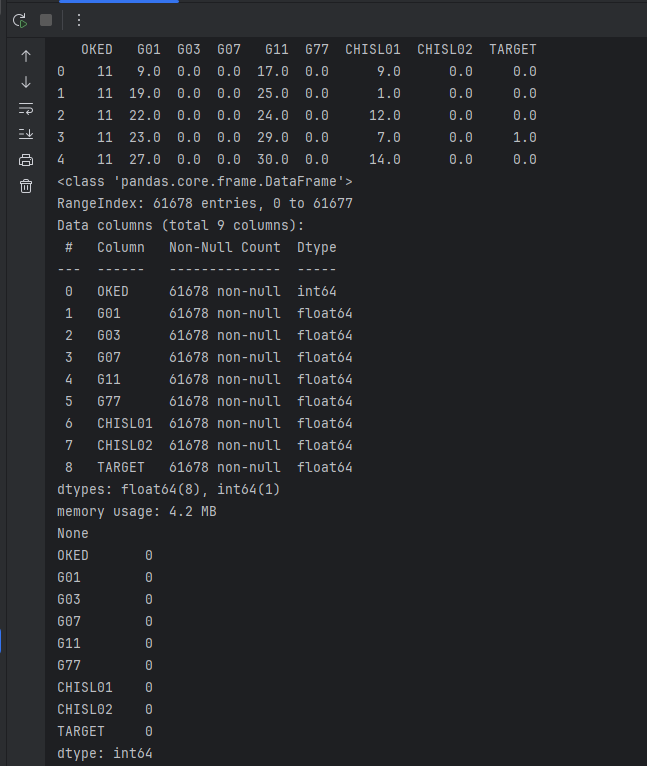 OKED   G01  G03  G07   G11  G77  CHISL01  CHISL02  TARGET
0    11   9.0  0.0  0.0  17.0  0.0      9.0      0.0     0.0
1    11  19.0  0.0  0.0  25.0  0.0      1.0      0.0     0.0
2    11  22.0  0.0  0.0  24.0  0.0     12.0      0.0     0.0
3    11  23.0  0.0  0.0  29.0  0.0      7.0      0.0     1.0
4    11  27.0  0.0  0.0  30.0  0.0     14.0      0.0     0.0
<class 'pandas.core.frame.DataFrame'>
RangeIndex: 61678 entries, 0 to 61677
Data columns (total 9 columns):
 #   Column   Non-Null Count  Dtype
---  ------   --------------  -----
 0   OKED     61678 non-null  int64
 1   G01      61678 non-null  float64
 2   G03      61678 non-null  float64
 3   G07      61678 non-null  float64
 4   G11      61678 non-null  float64
 5   G77      61678 non-null  float64
 6   CHISL01  61678 non-null  float64
 7   CHISL02  61678 non-null  float64
 8   TARGET   61678 non-null  float64
dtypes: float64(8), int64(1)
memory usage: 4.2 MB
None
OKED       0
G01        0
G03        0
G07        0
G11        0
G77        0
CHISL01    0
CHISL02    0
TARGET     0
dtype: int64